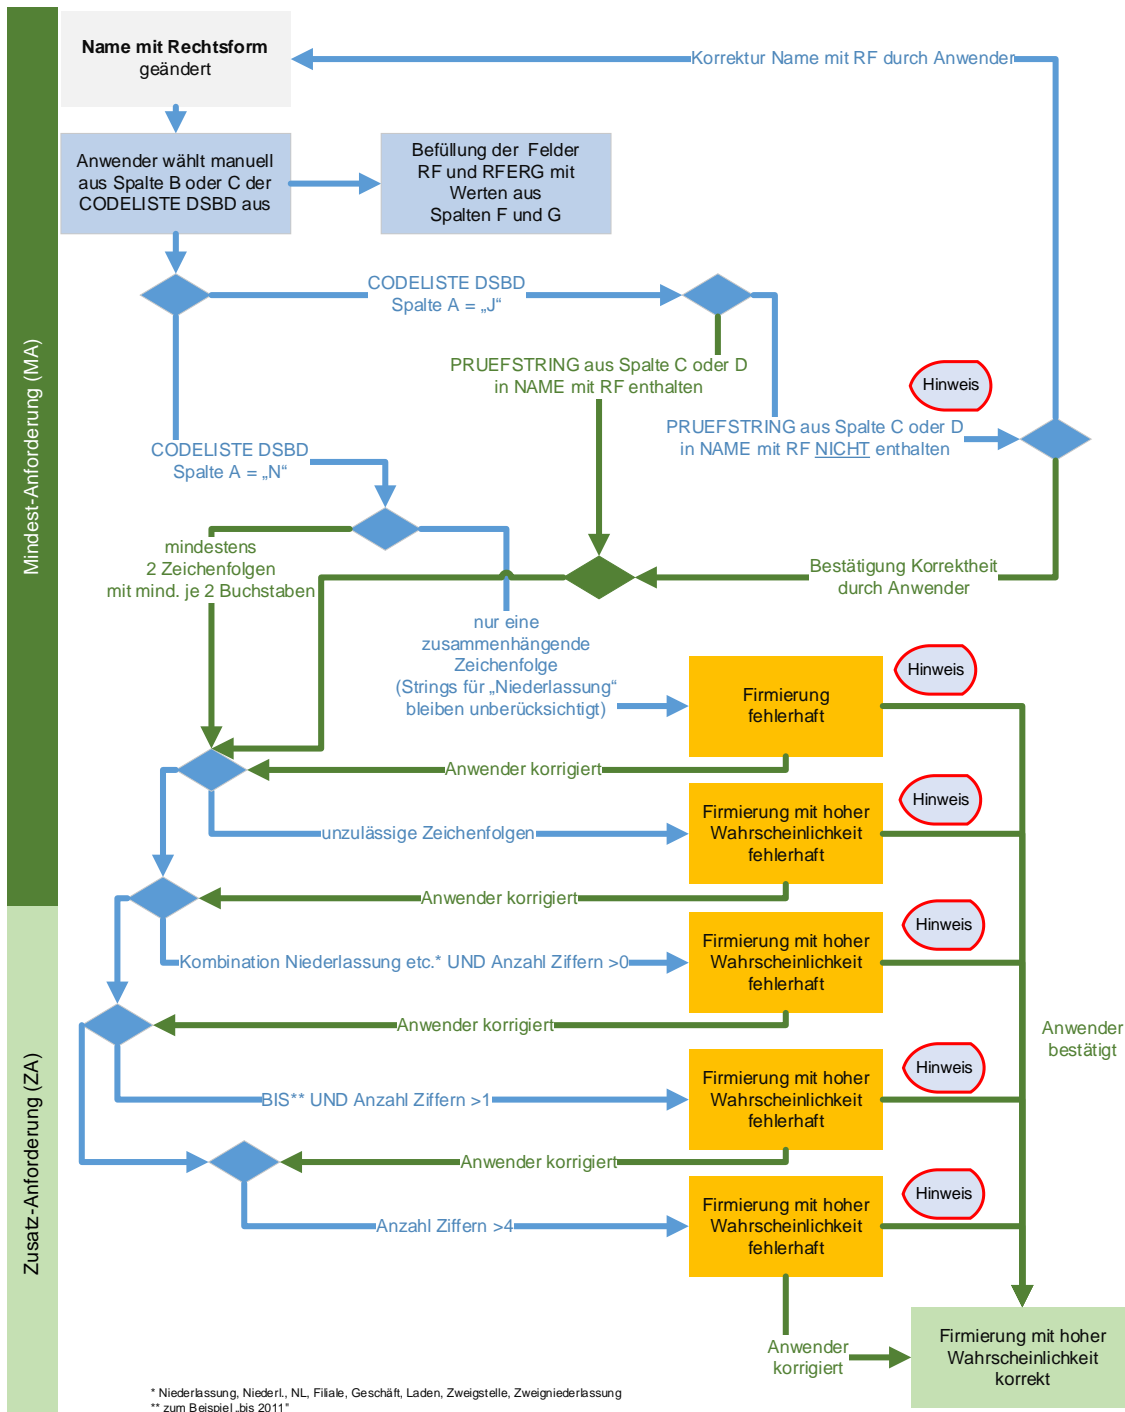 Name mit Rechtsform
geändert
Korrektur Name mit RF durch Anwender
Anwender wählt manuell
aus Spalte B oder C der
CODELISTE DSBD aus
Befüllung der Felder
RF und RFERG mit
Werten aus
Spalten F und G
Mindest-Anforderung (MA)
CODELISTE DSBD
Spalte A = „J“
PRUEFSTRING aus Spalte C oder D
in NAME mit RF enthalten
Hinweis
PRUEFSTRING aus Spalte C oder D
in NAME mit RF NICHT enthalten
CODELISTE DSBD
Spalte A = „N“
mindestens
2 Zeichenfolgen
mit mind. je 2 Buchstaben
Bestätigung Korrektheit
durch Anwender
nur eine
zusammenhängende
Zeichenfolge
(Strings für „Niederlassung“
bleiben unberücksichtigt)
Firmierung
fehlerhaft
Hinweis
Anwender korrigiert
unzulässige Zeichenfolgen
Firmierung mit hoher
Wahrscheinlichkeit
fehlerhaft
Hinweis
Anwender korrigiert
Zusatz-Anforderung (ZA)
Kombination Niederlassung etc.* UND Anzahl Ziffern >0
Firmierung mit hoher
Wahrscheinlichkeit
fehlerhaft
Hinweis
Anwender korrigiert
Anwender
bestätigt
BIS** UND Anzahl Ziffern >1
Firmierung mit hoher
Wahrscheinlichkeit
fehlerhaft
Hinweis
Anwender korrigiert
Anzahl Ziffern >4
Firmierung mit hoher
Wahrscheinlichkeit
fehlerhaft
Hinweis
Anwender
korrigiert
Firmierung mit hoher
Wahrscheinlichkeit
korrekt
* Niederlassung, Niederl., NL, Filiale, Geschäft, Laden, Zweigstelle, Zweigniederlassung
** zum Beispiel „bis 2011“